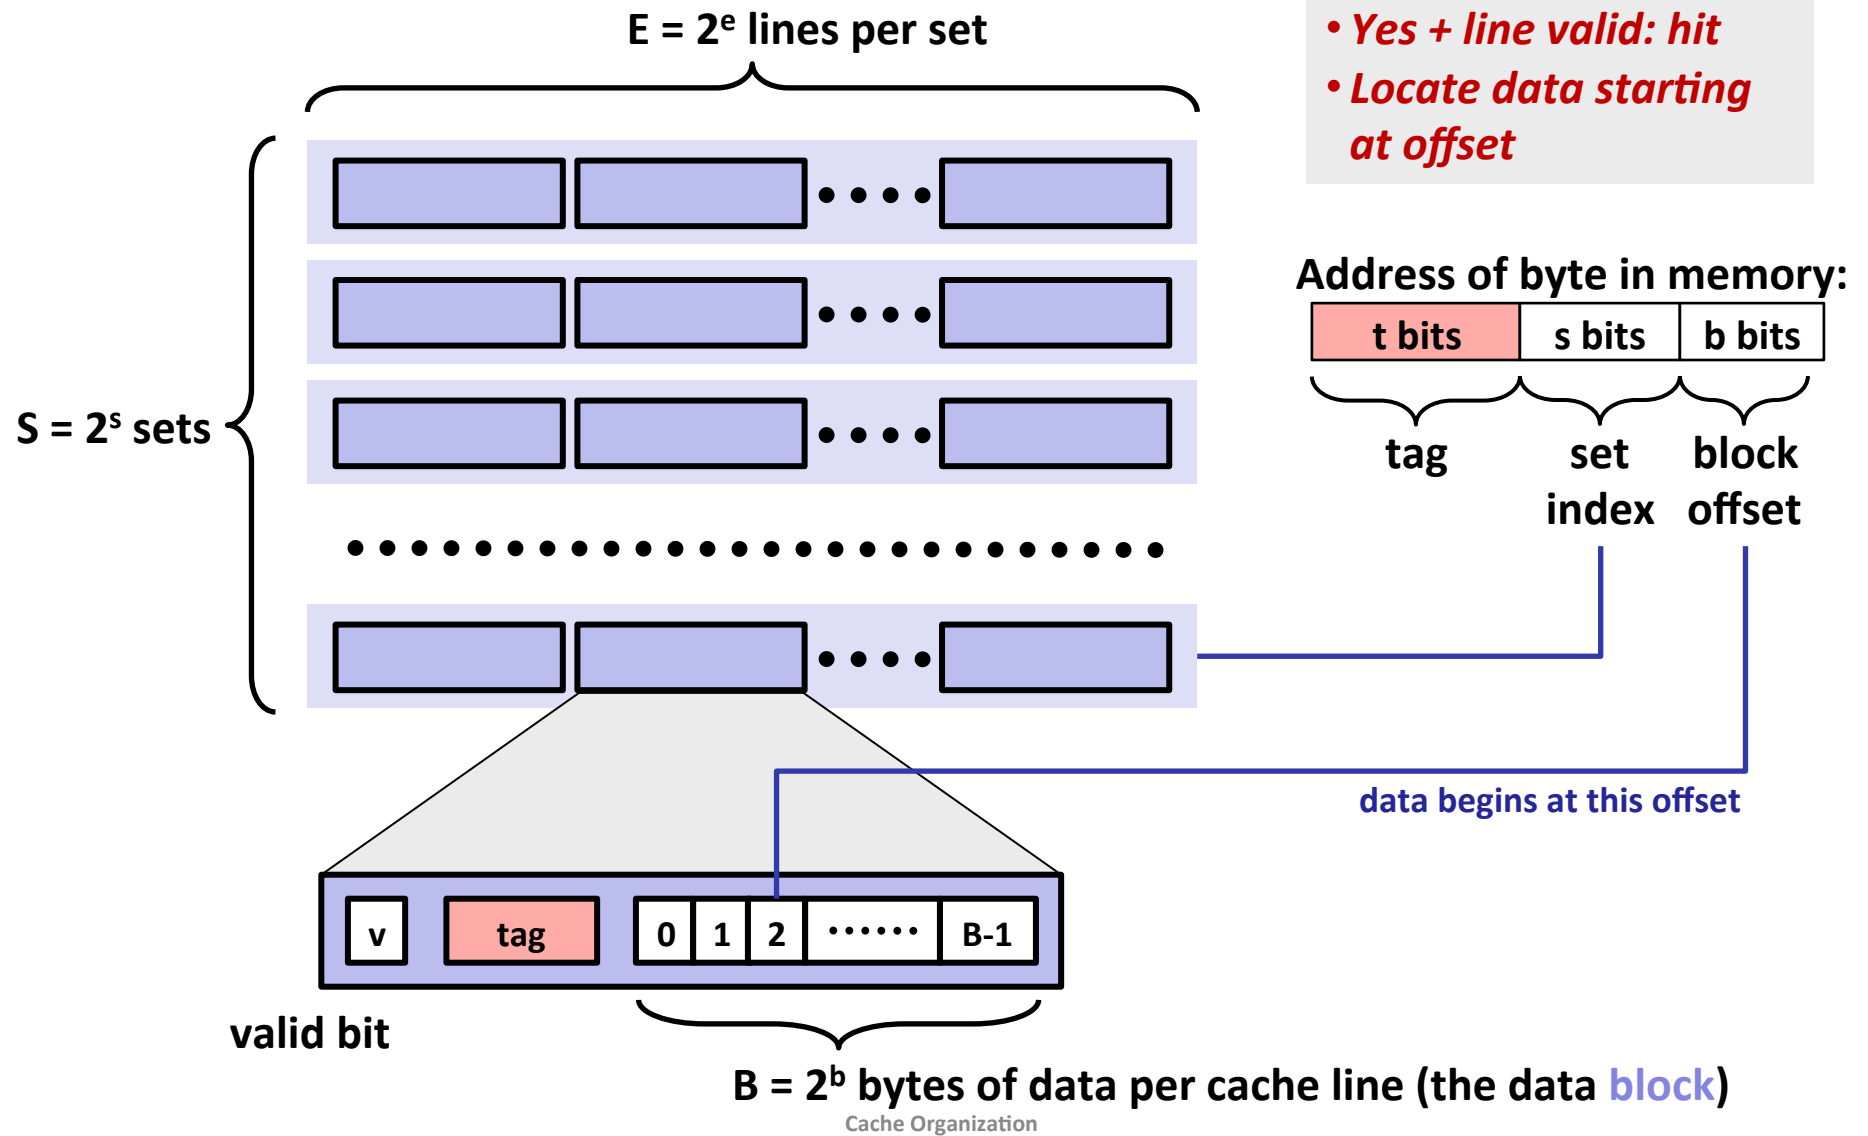 E = 2ᵉ lines per set
• Yes + line valid: hit
• Locate data starting
at offset
Address of byte in memory:
t bits s bits b bits
tag set block
index offset
S = 2ˢ sets
data begins at this offset
v tag 0 1 2 •••••• B-1
valid bit
B = 2ᵇ bytes of data per cache line (the data block)
Cache Organization